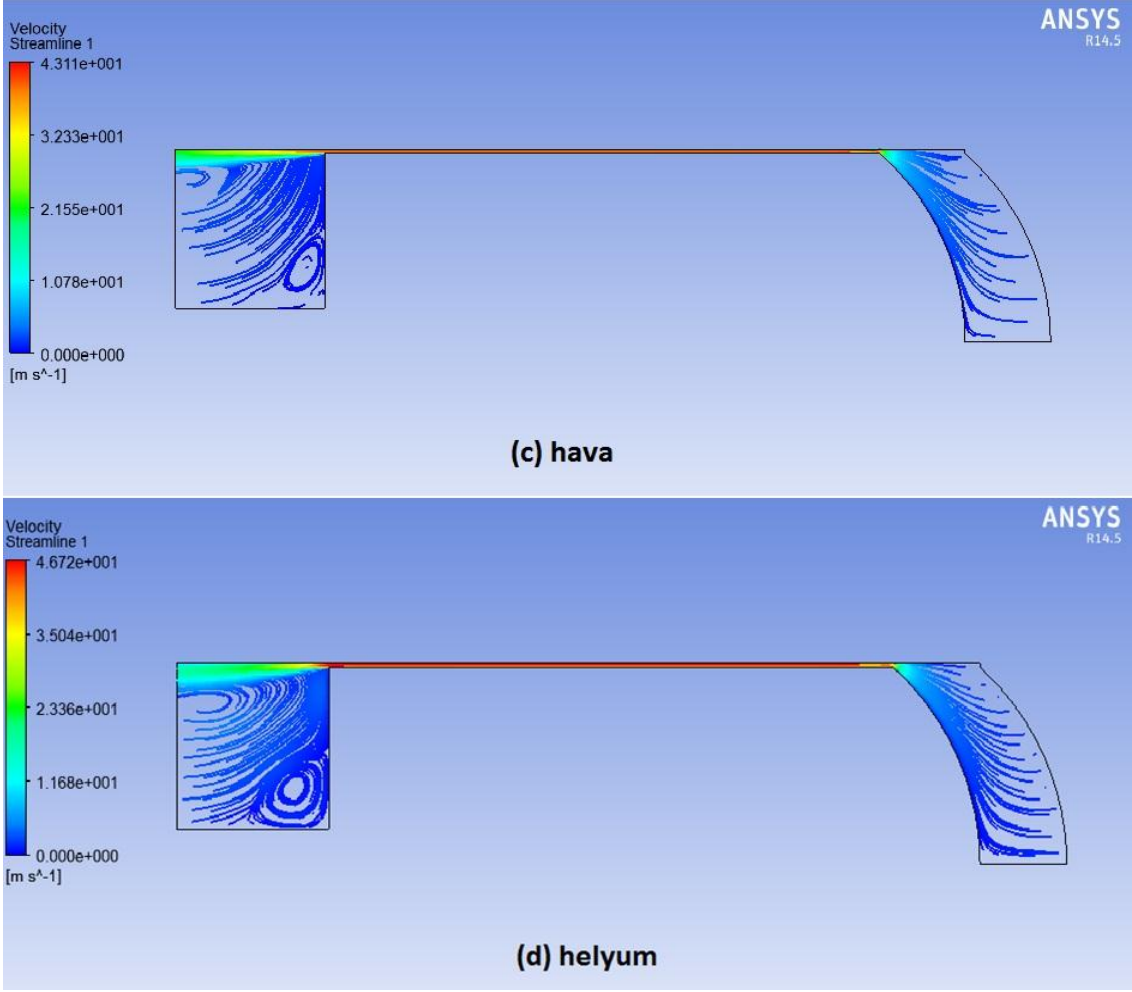 Velocity
Streamline 1
4.311e+001
3.233e+001
2.155e+001
1.078e+001
0.000e+000
[m s^-1]
ANSYS
R14.5
(c) hava
Velocity
Streamline 1
4.672e+001
3.504e+001
2.336e+001
1.168e+001
0.000e+000
[m s^-1]
ANSYS
R14.5
(d) helyum